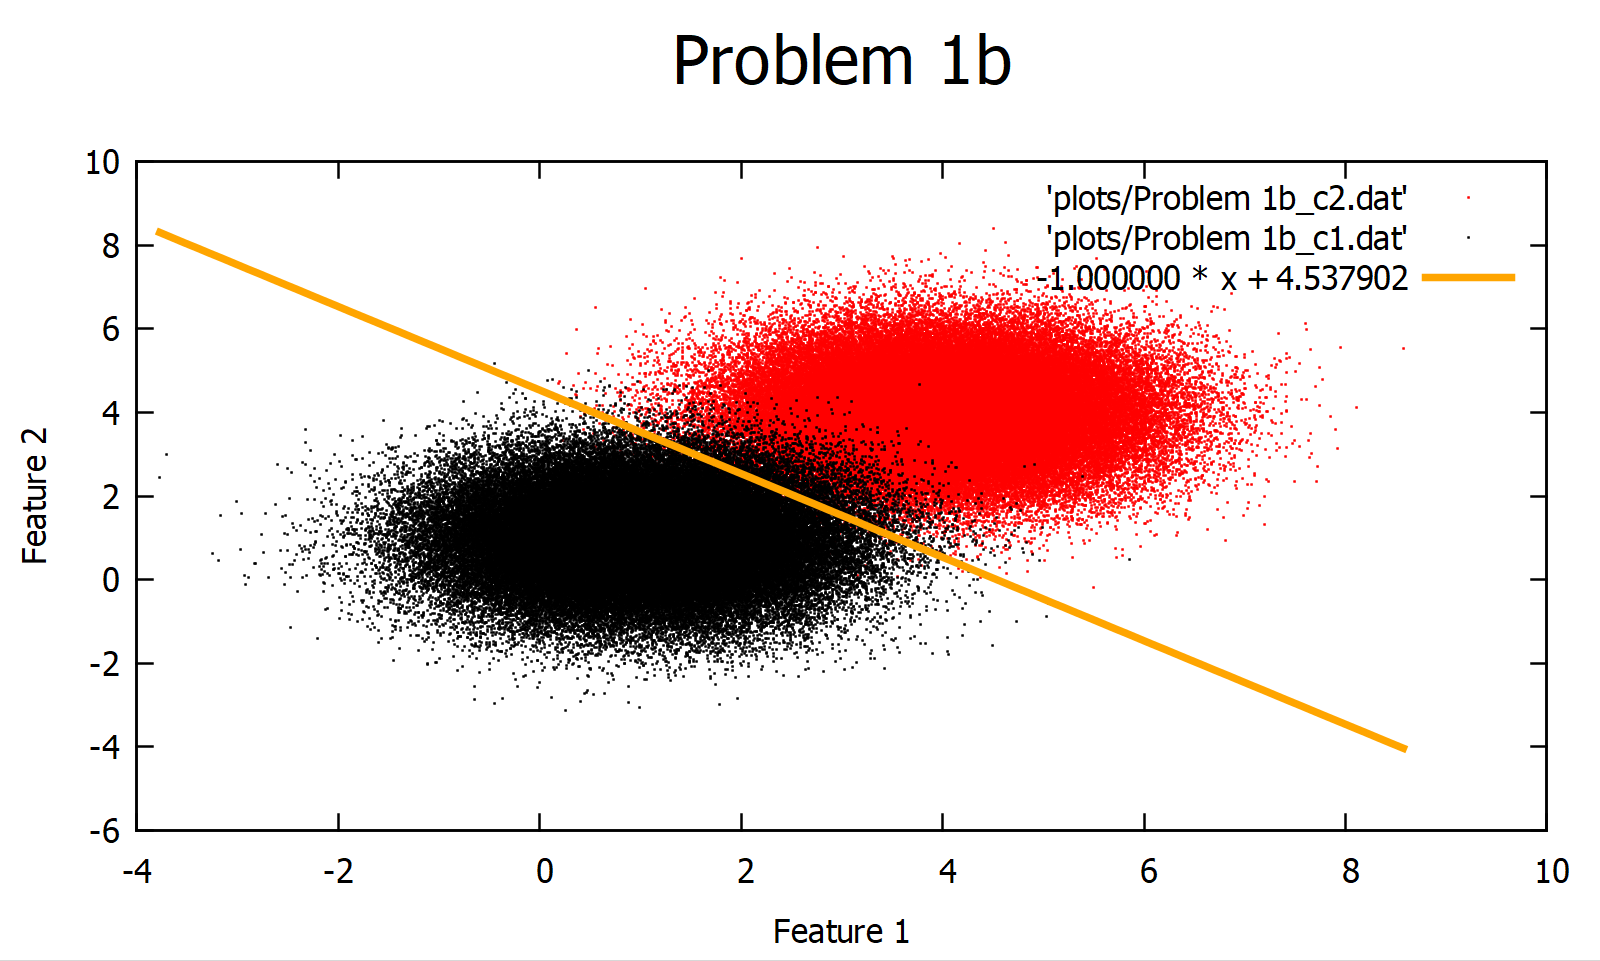 Problem 1b
'plots/Problem 1b_c2.dat'
'plots/Problem 1b_c1.dat'
-1.000000 * x + 4.537902
10
8
6
4
2
0
-2
-4
-6
-4 -2 0 2 4 6 8 10
Feature 2
Feature 1